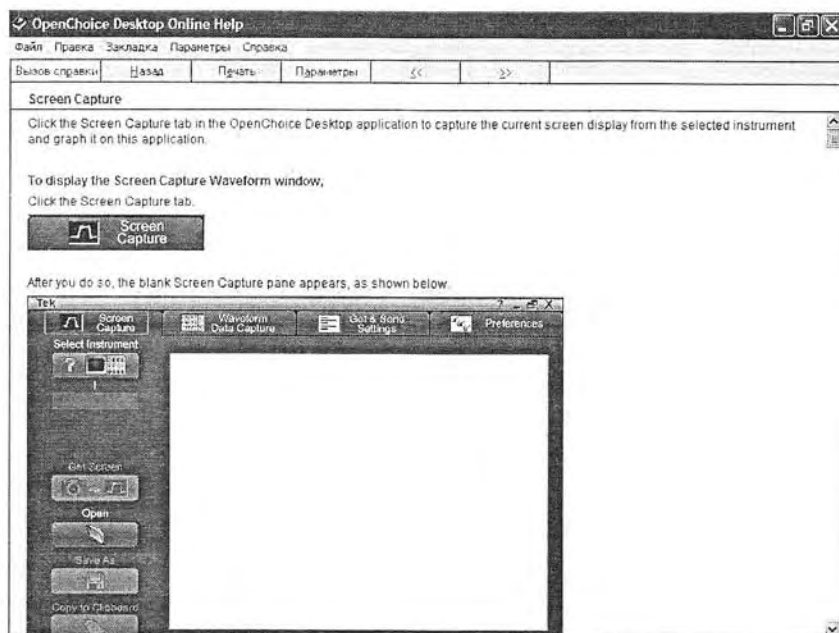 OpenChoice Desktop Online Help
Файл Правка Закладка Параметры Справка
Вызов справки Назад Печать Параметры << >>
Screen Capture
Click the Screen Capture tab in the OpenChoice Desktop application to capture the current screen display from the selected instrument
and graph it on this application.
To display the Screen Capture Waveform window,
Click the Screen Capture tab.
Screen
Capture
After you do so, the blank Screen Capture pane appears, as shown below.
Tek
Screen
Capture
Waveform
Data Capture
Get & Send
Settings
Preferences
Select Instrument
Get Screen
Open
Save As
Copy to Clipboard